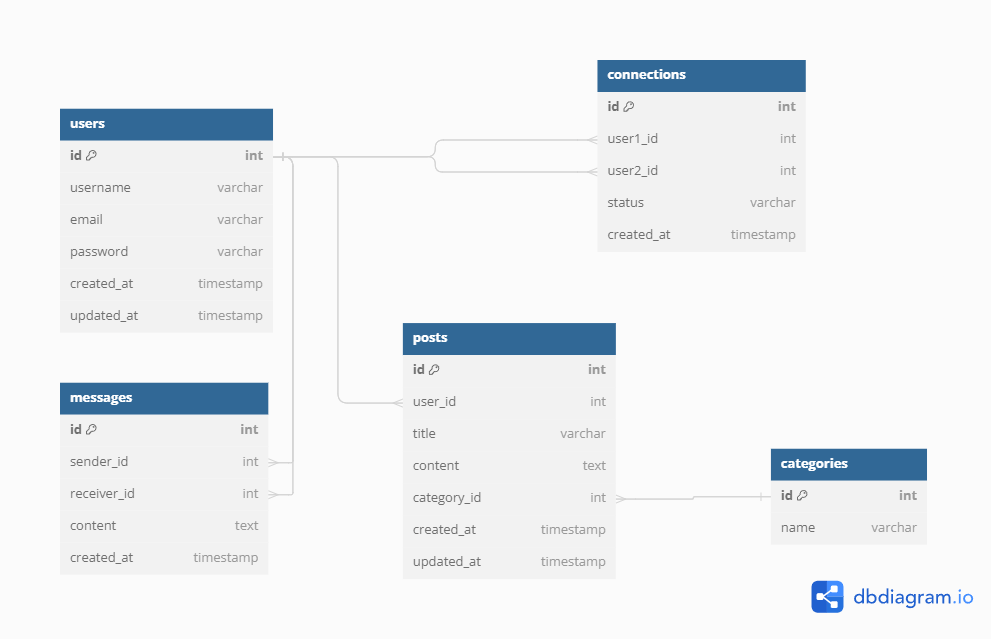 users
id int
username varchar
email varchar
password varchar
created_at timestamp
updated_at timestamp
connections
id int
user1_id int
user2_id int
status varchar
created_at timestamp
messages
id int
sender_id int
receiver_id int
content text
created_at timestamp
posts
id int
user_id int
title varchar
content text
category_id int
created_at timestamp
updated_at timestamp
categories
id int
name varchar
dbdiagram.io